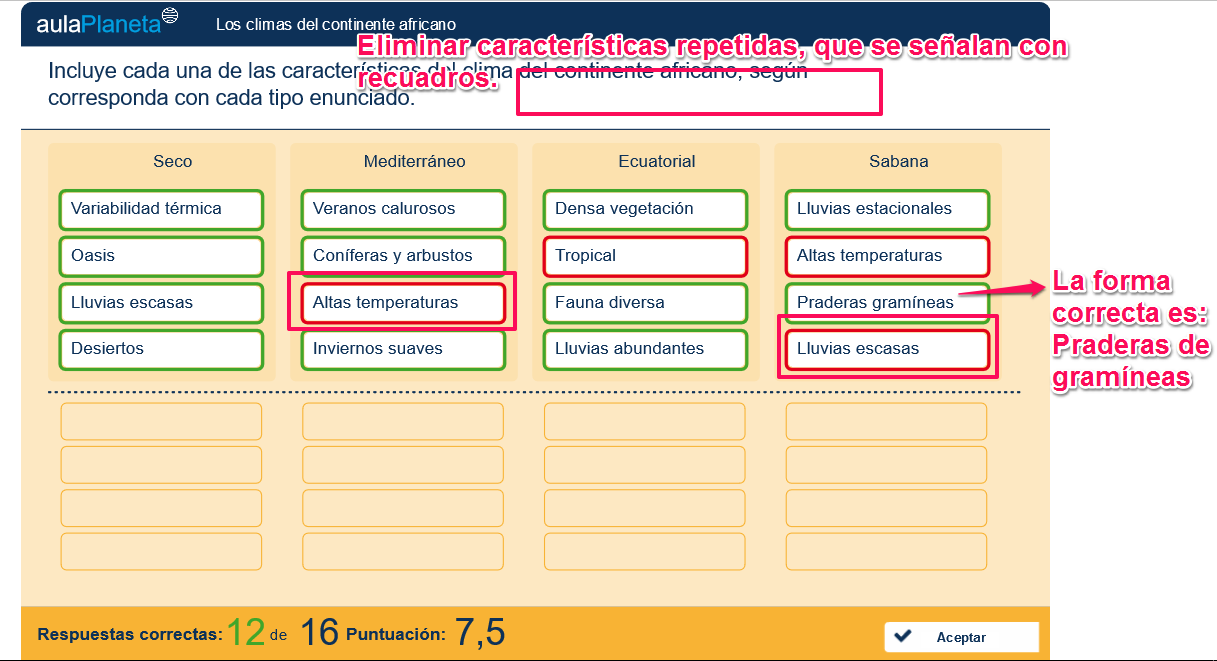 aulaPlaneta
Los climas del continente africano
Eliminar características repetidas, que se señalan con
recuadros.
Incluye cada una de las características del clima del continente africano, según
corresponda con cada tipo enunciado.
Seco
Mediterráneo
Ecuatorial
Sabana
Variabilidad térmica
Veranos calurosos
Densa vegetación
Lluvias estacionales
Oasis
Coníferas y arbustos
Tropical
Altas temperaturas
Lluvias escasas
Altas temperaturas
Fauna diversa
Praderas gramíneas
Desiertos
Inviernos suaves
Lluvias abundantes
Lluvias escasas
La forma
correcta es:
Praderas de
gramíneas
Respuestas correctas: 12 de 16 Puntuación: 7,5
Aceptar